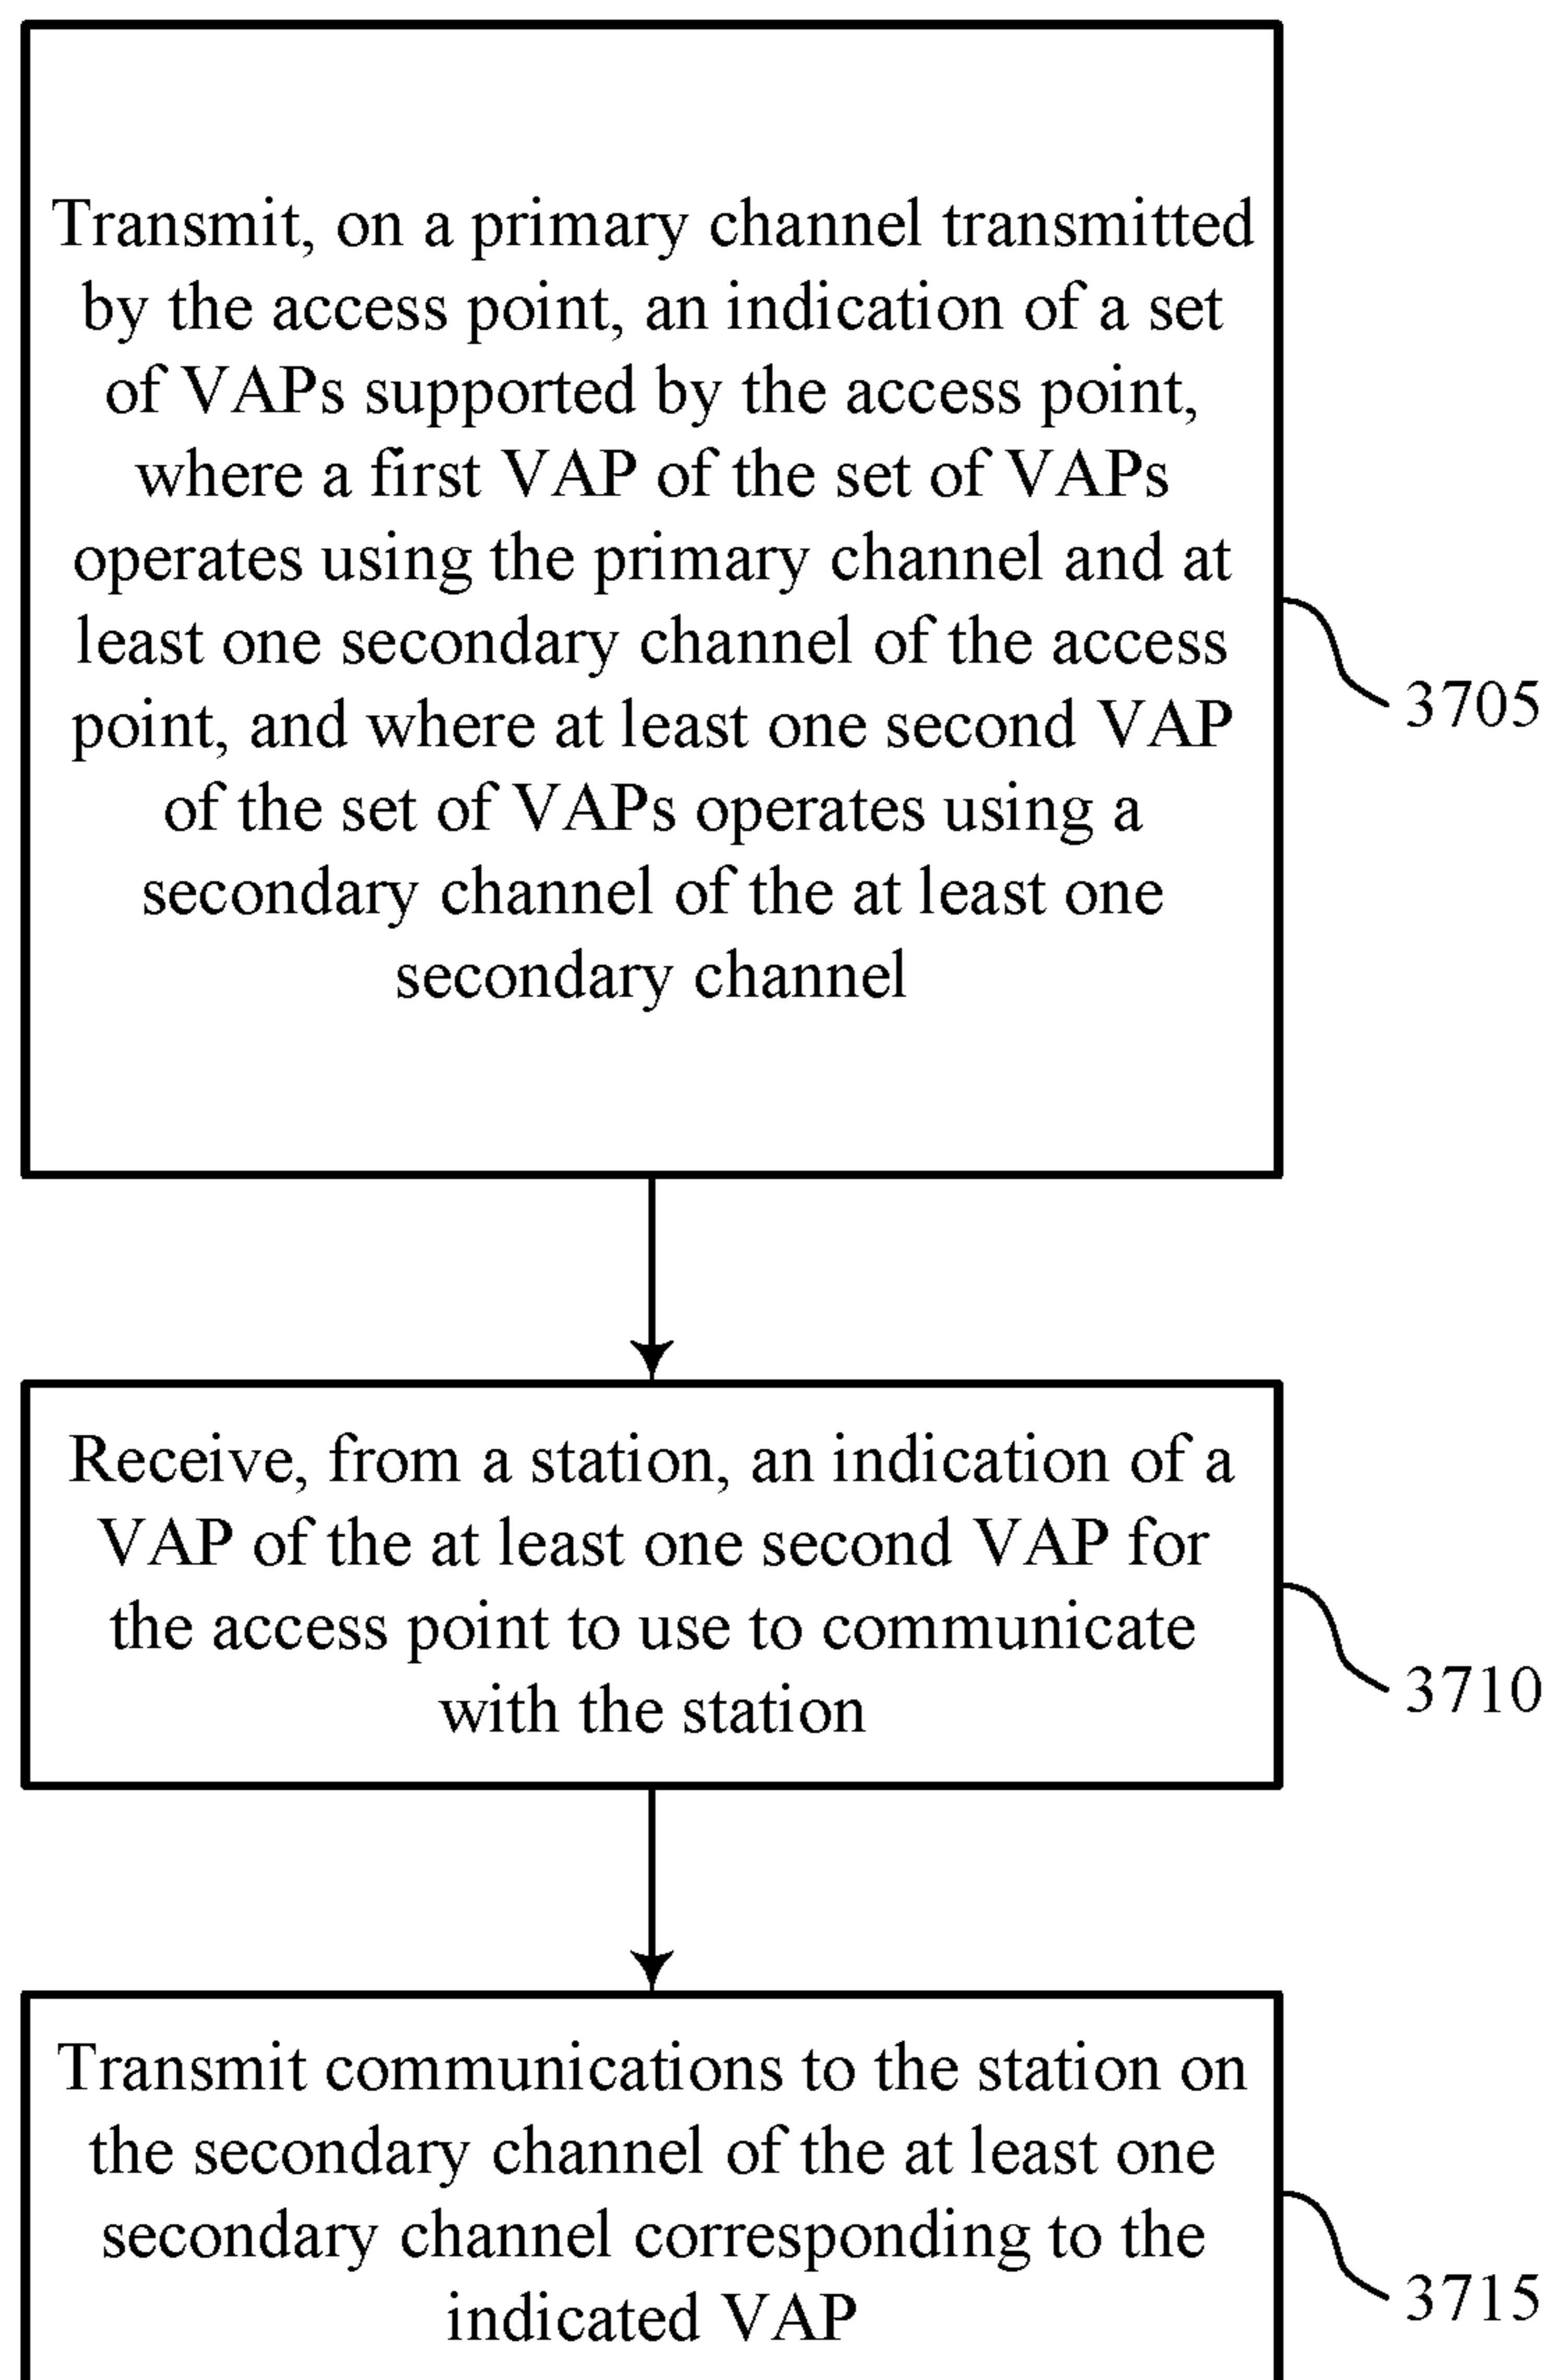 Transmit, on a primary channel transmitted
by the access point, an indication of a set
of VAPs supported by the access point,
where a first VAP of the set of VAPs
operates using the primary channel and at
least one secondary channel of the access
point, and where at least one second VAP
of the set of VAPs operates using a
secondary channel of the at least one
secondary channel
3705
Receive, from a station, an indication of a
VAP of the at least one second VAP for
the access point to use to communicate
with the station
3710
Transmit communications to the station on
the secondary channel of the at least one
secondary channel corresponding to the
indicated VAP
3715